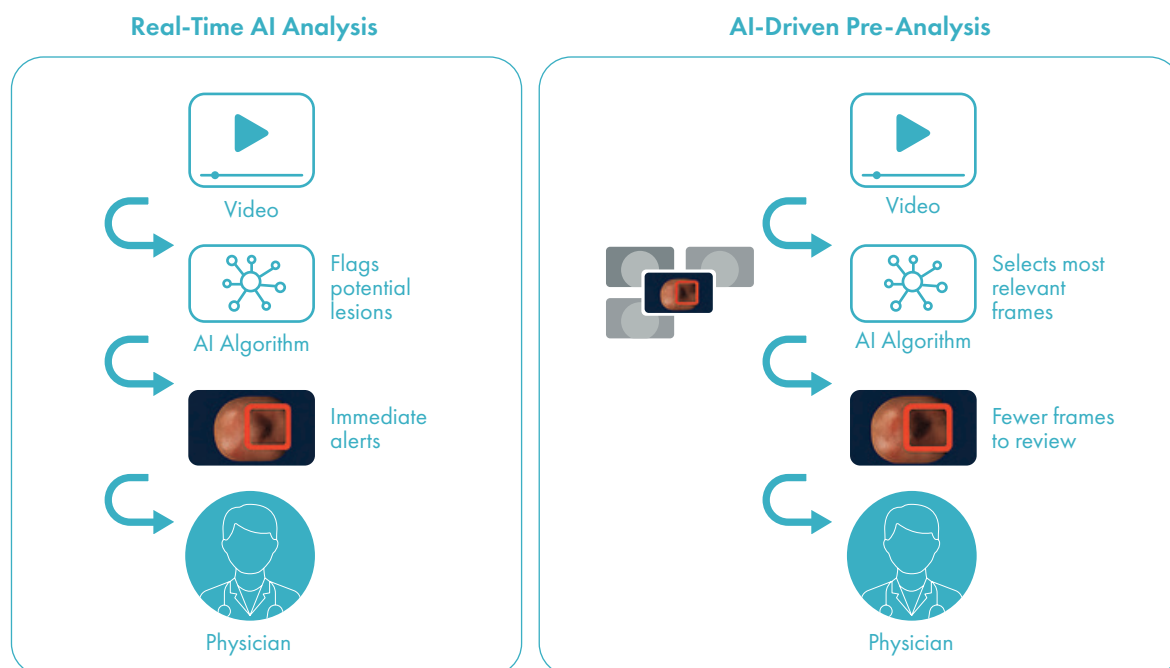 Real-Time AI Analysis
Video
Flags
potential
lesions
AI Algorithm
Immediate
alerts
Physician
AI-Driven Pre-Analysis
Video
Selects most
relevant
frames
AI Algorithm
Fewer frames
to review
Physician